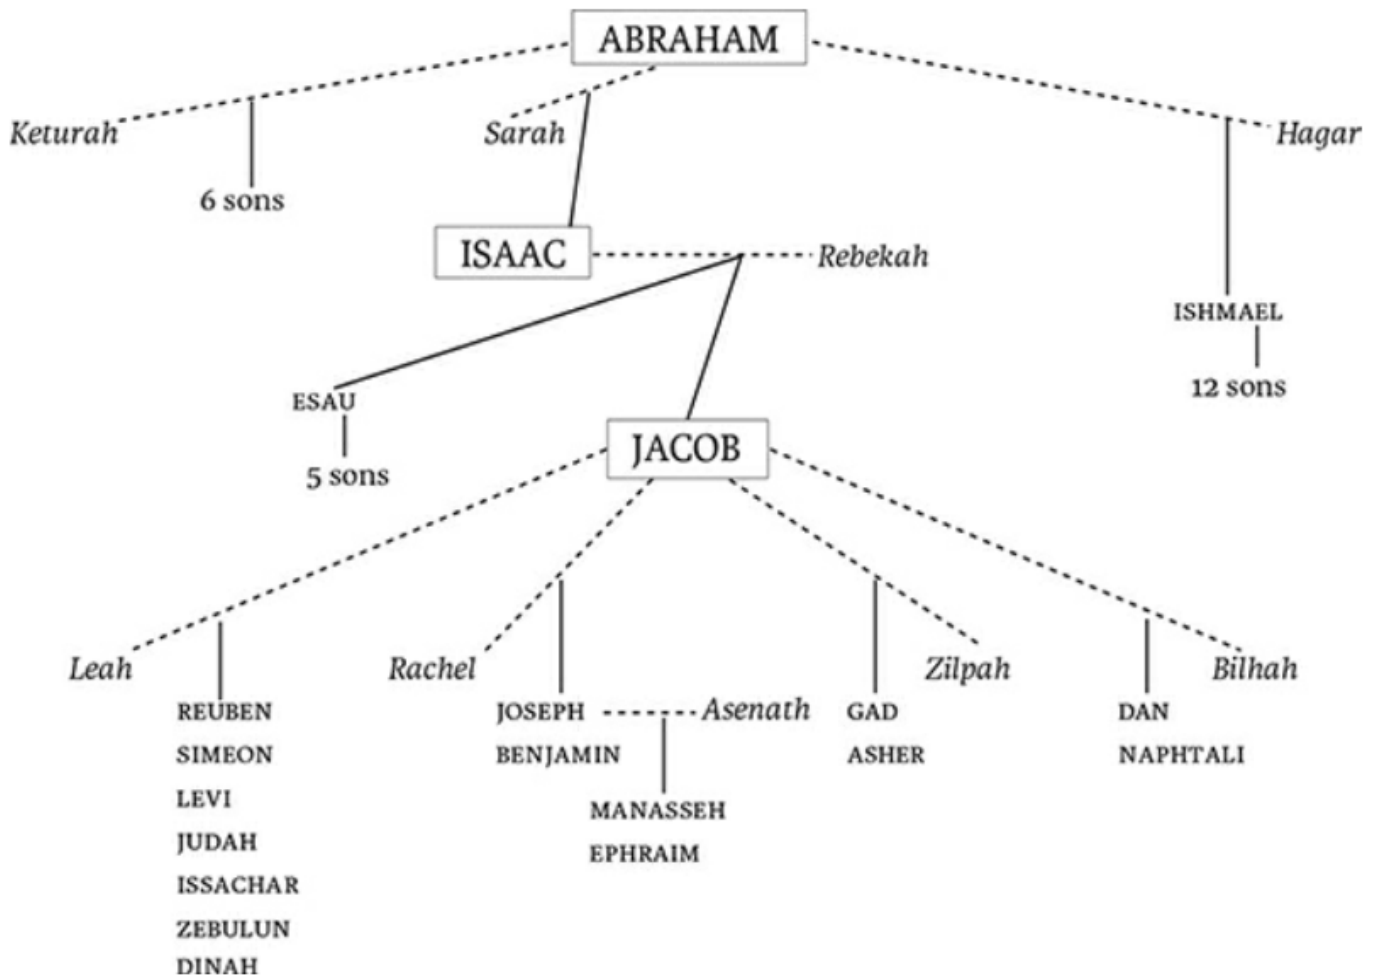 ABRAHAM
Keturah
Sarah
Hagar
6 sons
ISAAC
Rebekah
ISHMAEL
12 sons
ESAU
5 sons
JACOB
Leah
Rachel
Zilpah
Bilhah
REUBEN
SIMEON
LEVI
JUDAH
ISSACHAR
ZEBULUN
DINAH
JOSEPH
BENJAMIN
Asenath
MANASSEH
EPHRAIM
GAD
ASHER
DAN
NAPHTALI